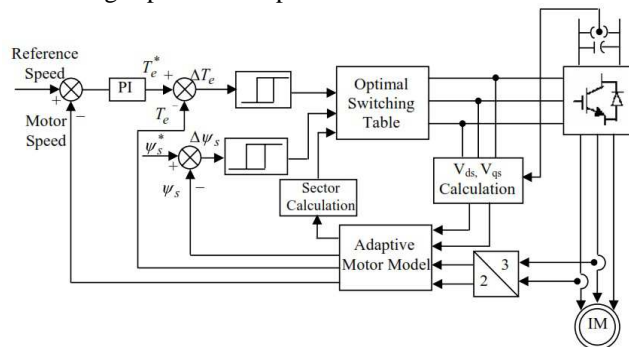 Reference
Speed
Motor
Speed
+
−
PI
T_e^*
+
−
ΔT_e
T_e
ψ_s^*
+
−
Δψ_s
ψ_s
Optimal
Switching
Table
Sector
Calculation
V_ds, V_qs
Calculation
Adaptive
Motor Model
3
2
IM